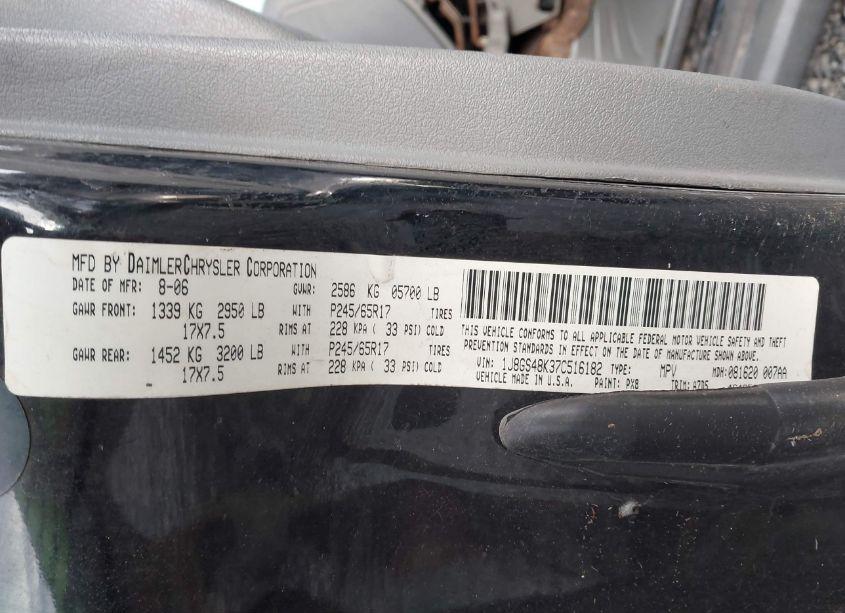 MFD BY DAIMLERCHRYSLER CORPORATION
DATE OF MFR: 8-06 GVWR: 2586 KG 05700 LB
GAWR FRONT: 1339 KG 2950 LB WITH P245/65R17 TIRES
17X7.5 RIMS AT 228 KPA ( 33 PSI) COLD
GAWR REAR: 1452 KG 3200 LB WITH P245/65R17 TIRES
17X7.5 RIMS AT 228 KPA ( 33 PSI) COLD
THIS VEHICLE CONFORMS TO ALL APPLICABLE FEDERAL MOTOR VEHICLE SAFETY AND THEFT
PREVENTION STANDARDS IN EFFECT ON THE DATE OF MANUFACTURE SHOWN ABOVE.
VIN: 1J8GS48K37C516182 TYPE: MPV MDH: 081620 007AA
VEHICLE MADE IN U.S.A. PAINT: PX8 TRIM: A7D5